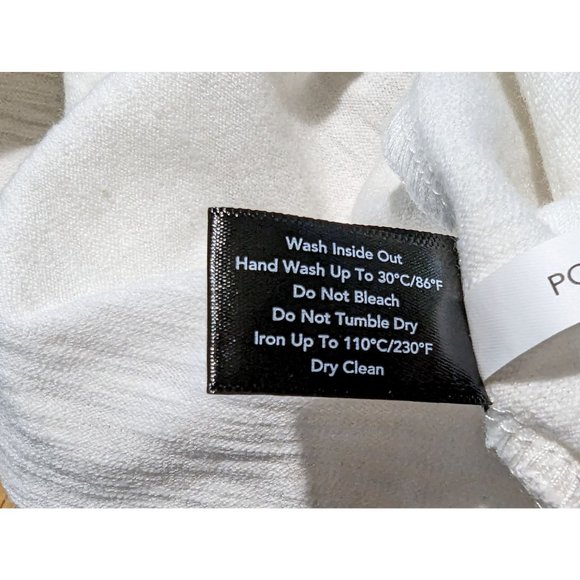 Wash Inside Out
Hand Wash Up To 30°C/86°F
Do Not Bleach
Do Not Tumble Dry
Iron Up To 110°C/230°F
Dry Clean